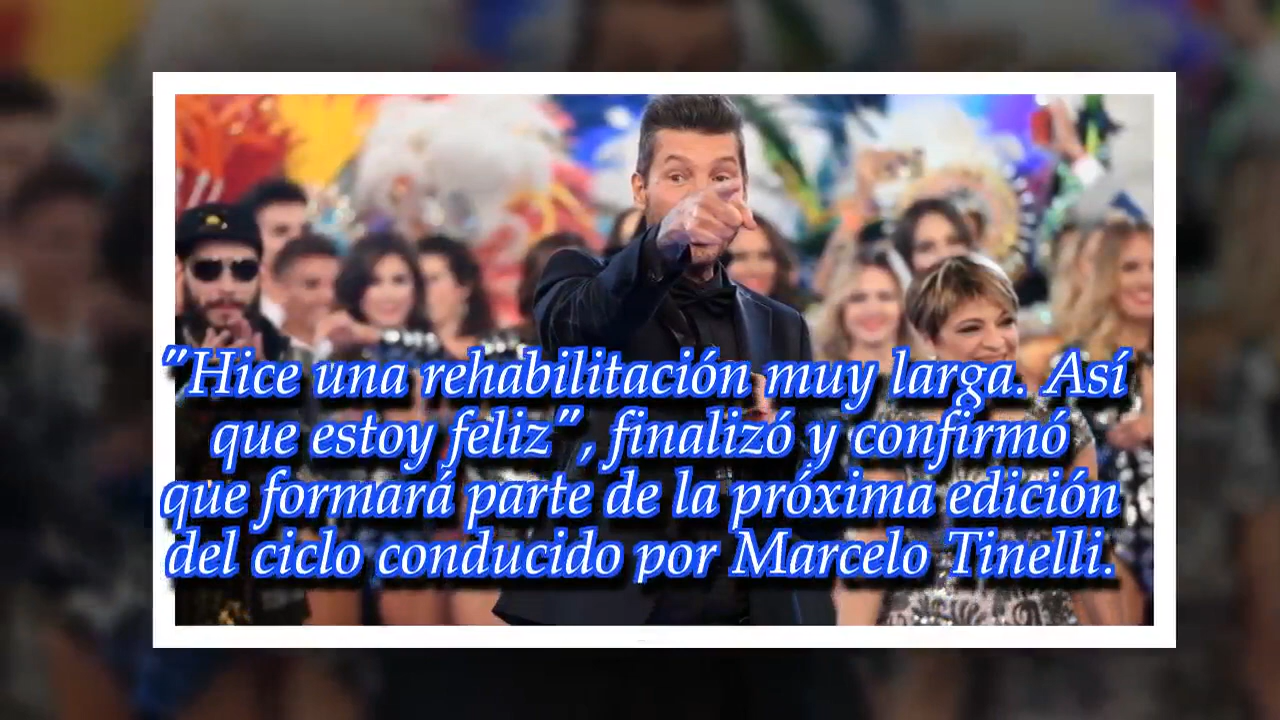 "Hice una rehabilitación muy larga. Así
que estoy feliz", finalizó y confirmó
que formará parte de la próxima edición
del ciclo conducido por Marcelo Tinelli.